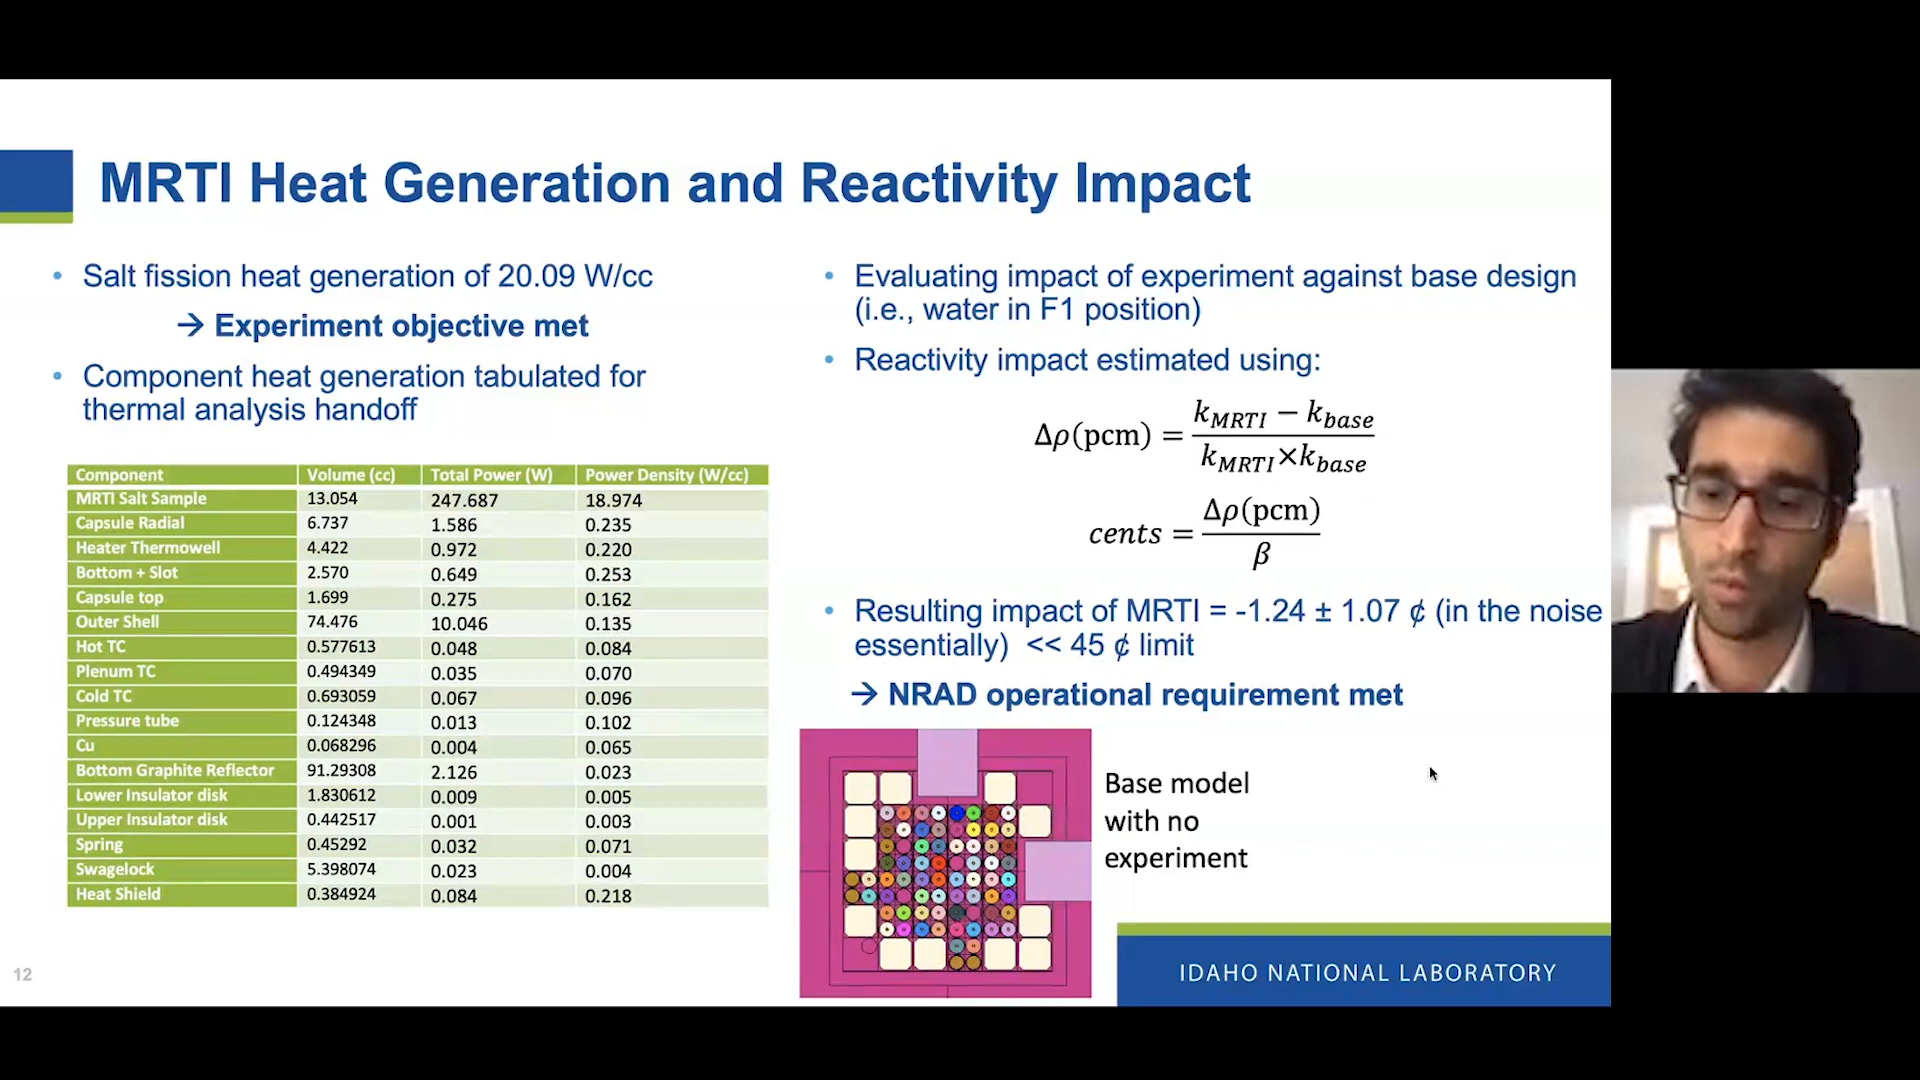 MRTI Heat Generation and Reactivity Impact
• Salt fission heat generation of 20.09 W/cc
→ Experiment objective met
• Component heat generation tabulated for
thermal analysis handoff
Component Volume (cc) Total Power (W) Power Density (W/cc)
MRTI Salt Sample 13.054 247.687 18.974
Capsule Radial 6.737 1.586 0.235
Heater Thermowell 4.422 0.972 0.220
Bottom + Slot 2.570 0.649 0.253
Capsule top 1.699 0.275 0.162
Outer Shell 74.476 10.046 0.135
Hot TC 0.577613 0.048 0.084
Plenum TC 0.494349 0.035 0.070
Cold TC 0.693059 0.067 0.096
Pressure tube 0.124348 0.013 0.102
Cu 0.068296 0.004 0.065
Bottom Graphite Reflector 91.29308 2.126 0.023
Lower Insulator disk 1.830612 0.009 0.005
Upper Insulator disk 0.442517 0.001 0.003
Spring 0.45292 0.032 0.071
Swagelock 5.398074 0.023 0.004
Heat Shield 0.384924 0.084 0.218
• Evaluating impact of experiment against base design
(i.e., water in F1 position)
• Reactivity impact estimated using:
Δρ(pcm) = (k_MRTI − k_base) / (k_MRTI × k_base)
cents = Δρ(pcm) / β
• Resulting impact of MRTI = -1.24 ± 1.07 ¢ (in the noise
essentially) << 45 ¢ limit
→ NRAD operational requirement met
Base model
with no
experiment
12
IDAHO NATIONAL LABORATORY